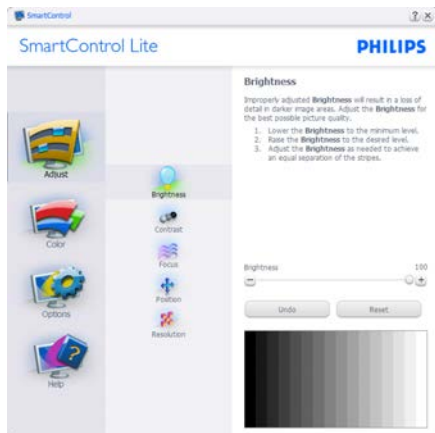 SmartControl
SmartControl Lite
PHILIPS
Adjust
Color
Options
Help
Brightness
Contrast
Focus
Position
Resolution
Brightness
Improperly adjusted Brightness will result in a loss of
detail in darker image areas. Adjust the Brightness for
the best possible picture quality.
1. Lower the Brightness to the minimum level.
2. Raise the Brightness to the desired level.
3. Adjust the Brightness as needed to achieve
an equal separation of the stripes.
Brightness 100
Undo Reset